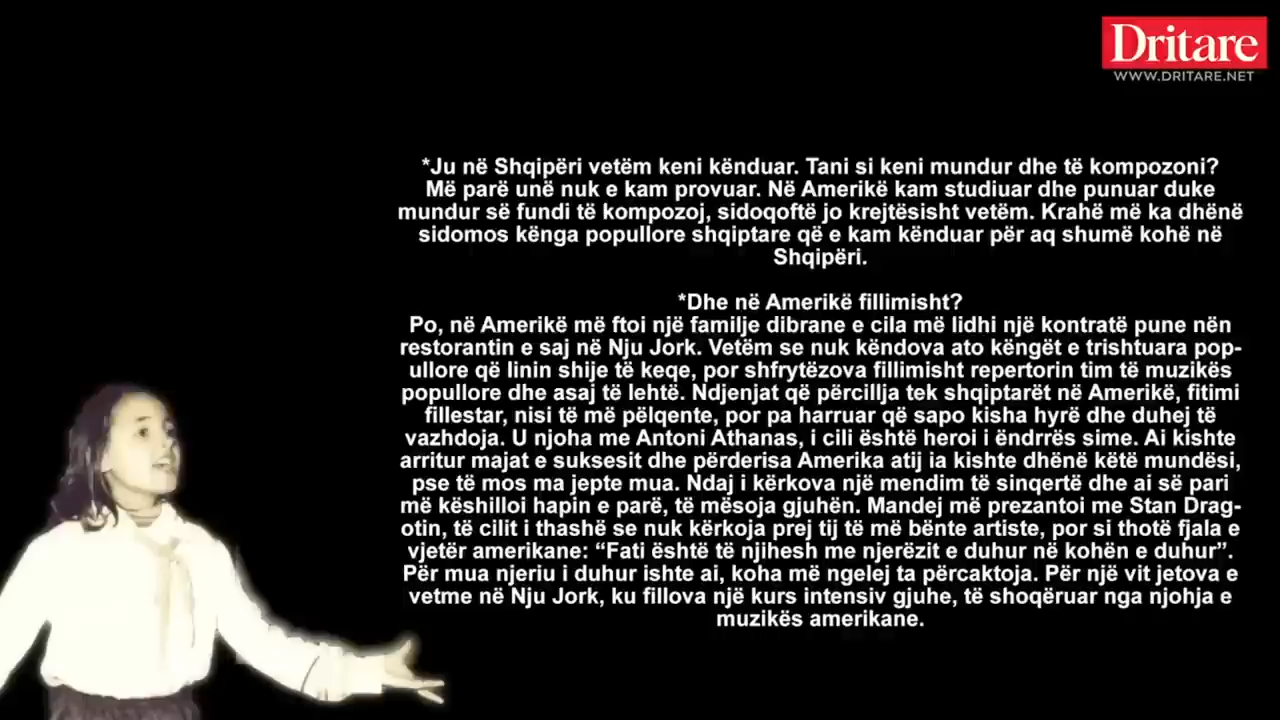 Dritare
WWW.DRITARE.NET
*Ju në Shqipëri vetëm keni kënduar. Tani si keni mundur dhe të kompozoni?
Më parë unë nuk e kam provuar. Në Amerikë kam studiuar dhe punuar duke
mundur së fundi të kompozoj, sidoqoftë jo krejtësisht vetëm. Krahë më ka dhënë
sidomos kënga popullore shqiptare që e kam kënduar për aq shumë kohë në
Shqipëri.
*Dhe në Amerikë fillimisht?
Po, në Amerikë më ftoi një familje dibrane e cila më lidhi një kontratë pune nën
restorantin e saj në Nju Jork. Vetëm se nuk këndova ato këngët e trishtuara pop-
ullore që linin shije të keqe, por shfrytëzova fillimisht repertorin tim të muzikës
popullore dhe asaj të lehtë. Ndjenjat që përcillja tek shqiptarët në Amerikë, fitimi
fillestar, nisi të më pëlqente, por pa harruar që sapo kisha hyrë dhe duhej të
vazhdoja. U njoha me Antoni Athanas, i cili është heroi i ëndrrës sime. Ai kishte
arritur majat e suksesit dhe përderisa Amerika atij ia kishte dhënë këtë mundësi,
pse të mos ma jepte mua. Ndaj i kërkova një mendim të sinqertë dhe ai së pari
më këshilloi hapin e parë, të mësoja gjuhën. Mandej më prezantoi me Stan Drag-
otin, të cilit i thashë se nuk kërkoja prej tij të më bënte artiste, por si thotë fjala e
vjetër amerikane: “Fati është të njihesh me njerëzit e duhur në kohën e duhur”.
Për mua njeriu i duhur ishte ai, koha më ngelej ta përcaktoja. Për një vit jetova e
vetme në Nju Jork, ku fillova një kurs intensiv gjuhe, të shoqëruar nga njohja e
muzikës amerikane.